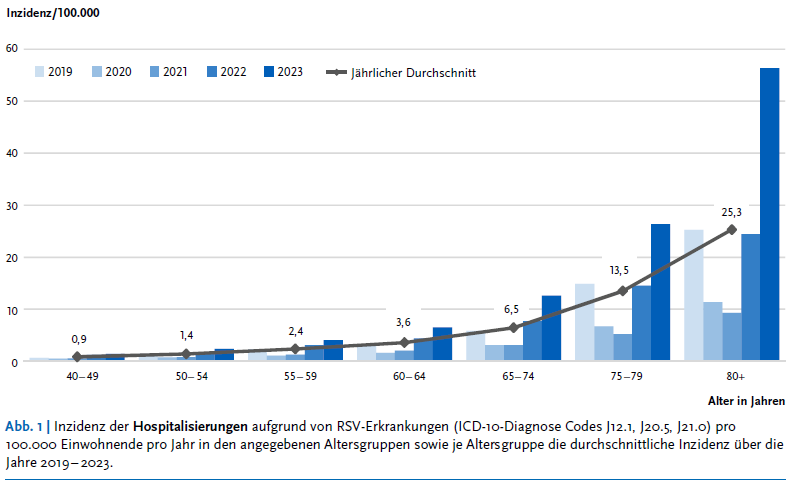 Inzidenz/100.000
60
2019 2020 2021 2022 2023 Jährlicher Durchschnitt
50
40
30
25,3
20
13,5
10
6,5
3,6
2,4
1,4
0,9
0
40–49 50–54 55–59 60–64 65–74 75–79 80+
Alter in Jahren
Abb. 1 | Inzidenz der Hospitalisierungen aufgrund von RSV-Erkrankungen (ICD-10-Diagnose Codes J12.1, J20.5, J21.0) pro
100.000 Einwohnende pro Jahr in den angegebenen Altersgruppen sowie je Altersgruppe die durchschnittliche Inzidenz über die
Jahre 2019–2023.